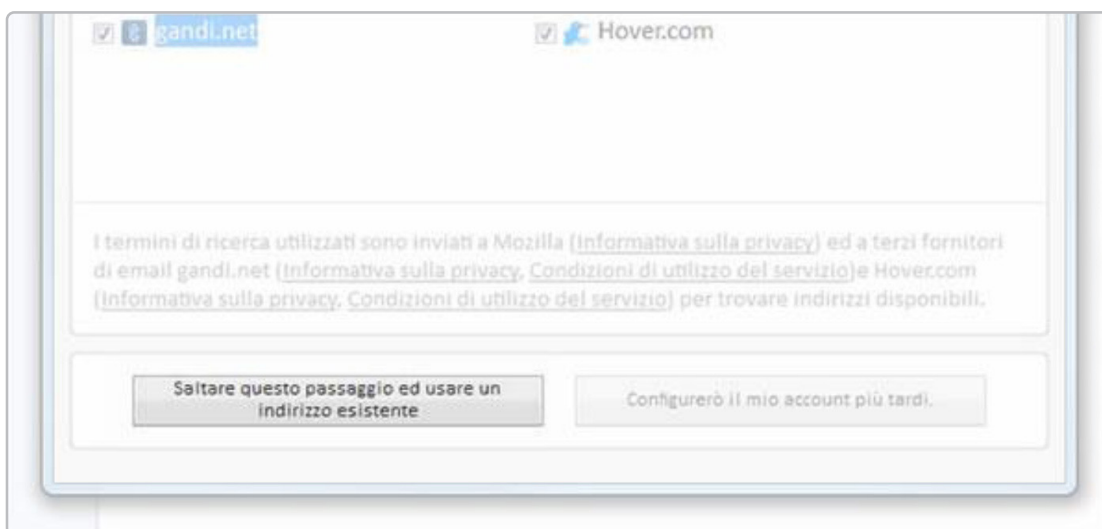 gandi.net
Hover.com
I termini di ricerca utilizzati sono inviati a Mozilla (Informativa sulla privacy) ed a terzi fornitori
di email gandi.net (Informativa sulla privacy, Condizioni di utilizzo del servizio)e Hover.com
(Informativa sulla privacy, Condizioni di utilizzo del servizio) per trovare indirizzi disponibili.
Saltare questo passaggio ed usare un
indirizzo esistente
Configurerò il mio account più tardi.